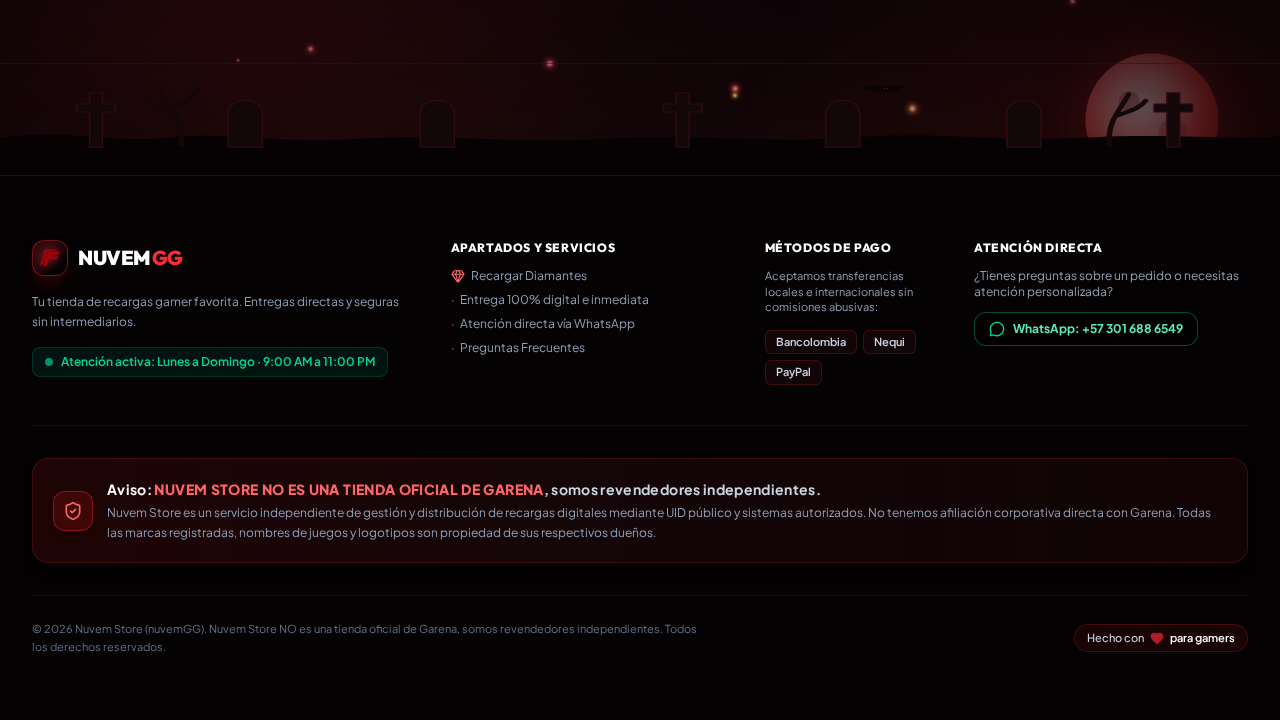 NUVEM GG
Tu tienda de recargas gamer favorita. Entregas directas y seguras
sin intermediarios.
Atención activa: Lunes a Domingo · 9:00 AM a 11:00 PM
APARTADOS Y SERVICIOS
Recargar Diamantes
· Entrega 100% digital e inmediata
· Atención directa vía WhatsApp
· Preguntas Frecuentes
MÉTODOS DE PAGO
Aceptamos transferencias
locales e internacionales sin
comisiones abusivas:
Bancolombia Nequi
PayPal
ATENCIÓN DIRECTA
¿Tienes preguntas sobre un pedido o necesitas
atención personalizada?
WhatsApp: +57 301 688 6549
Aviso: NUVEM STORE NO ES UNA TIENDA OFICIAL DE GARENA, somos revendedores independientes.
Nuvem Store es un servicio independiente de gestión y distribución de recargas digitales mediante UID público y sistemas autorizados. No tenemos afiliación corporativa directa con Garena. Todas
las marcas registradas, nombres de juegos y logotipos son propiedad de sus respectivos dueños.
© 2026 Nuvem Store (nuvemGG). Nuvem Store NO es una tienda oficial de Garena, somos revendedores independientes. Todos
los derechos reservados.
Hecho con para gamers